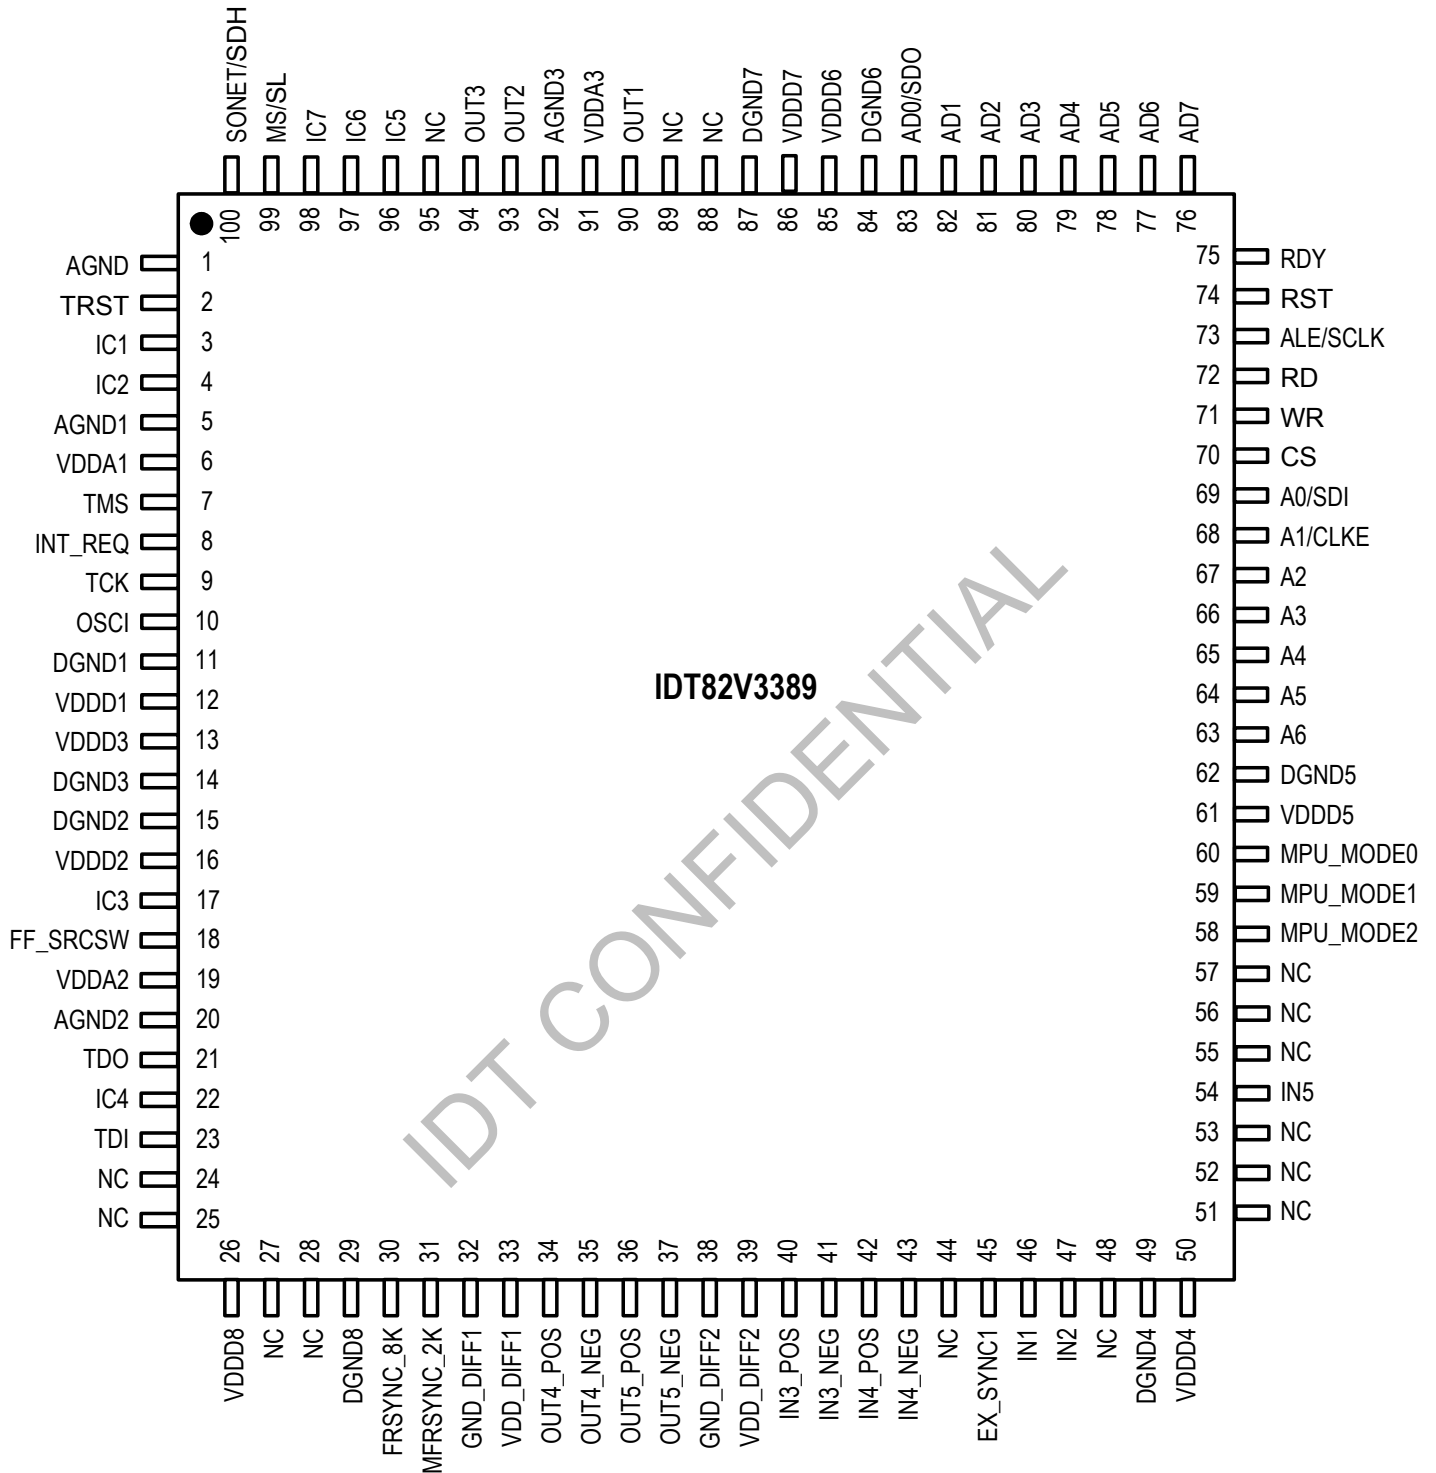 SONET/SDH
MS/SL
IC7
IC6
IC5
NC
OUT3
OUT2
AGND3
VDDA3
OUT1
NC
NC
DGND7
VDDD7
VDDD6
DGND6
AD0/SDO
AD1
AD2
AD3
AD4
AD5
AD6
AD7
100
99
98
97
96
95
94
93
92
91
90
89
88
87
86
85
84
83
82
81
80
79
78
77
76
AGND 1
TRST 2
IC1 3
IC2 4
AGND1 5
VDDA1 6
TMS 7
INT_REQ 8
TCK 9
OSCI 10
DGND1 11
VDDD1 12
VDDD3 13
DGND3 14
DGND2 15
VDDD2 16
IC3 17
FF_SRCSW 18
VDDA2 19
AGND2 20
TDO 21
IC4 22
TDI 23
NC 24
NC 25
IDT82V3389
IDT CONFIDENTIAL
75 RDY
74 RST
73 ALE/SCLK
72 RD
71 WR
70 CS
69 A0/SDI
68 A1/CLKE
67 A2
66 A3
65 A4
64 A5
63 A6
62 DGND5
61 VDDD5
60 MPU_MODE0
59 MPU_MODE1
58 MPU_MODE2
57 NC
56 NC
55 NC
54 IN5
53 NC
52 NC
51 NC
26
27
28
29
30
31
32
33
34
35
36
37
38
39
40
41
42
43
44
45
46
47
48
49
50
VDDD8
NC
NC
DGND8
FRSYNC_8K
MFRSYNC_2K
GND_DIFF1
VDD_DIFF1
OUT4_POS
OUT4_NEG
OUT5_POS
OUT5_NEG
GND_DIFF2
VDD_DIFF2
IN3_POS
IN3_NEG
IN4_POS
IN4_NEG
NC
EX_SYNC1
IN1
IN2
NC
DGND4
VDDD4